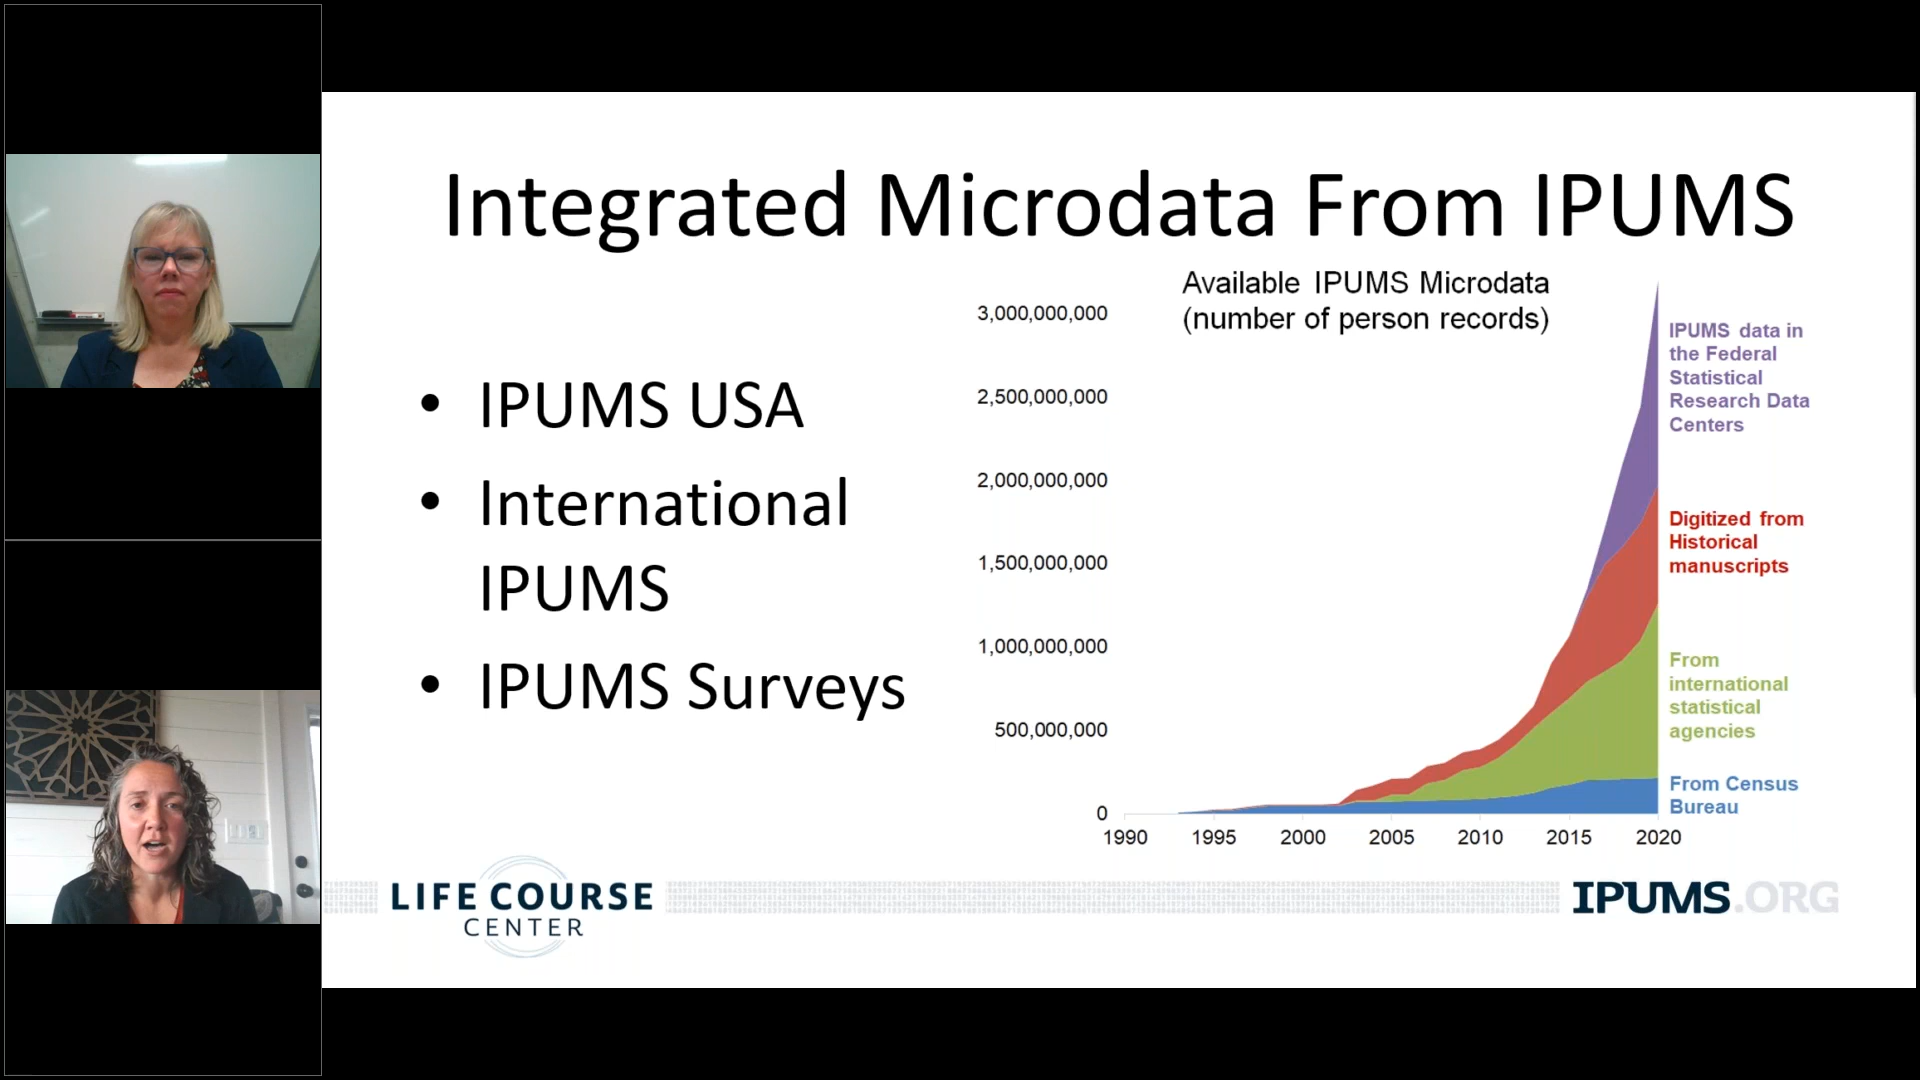 Integrated Microdata From IPUMS
• IPUMS USA
• International
IPUMS
• IPUMS Surveys
Available IPUMS Microdata
(number of person records)
3,000,000,000
2,500,000,000
2,000,000,000
1,500,000,000
1,000,000,000
500,000,000
0
1990 1995 2000 2005 2010 2015 2020
IPUMS data in
the Federal
Statistical
Research Data
Centers
Digitized from
Historical
manuscripts
From
international
statistical
agencies
From Census
Bureau
LIFE COURSE
CENTER
IPUMS.ORG